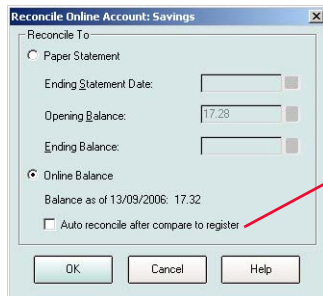 Reconcile Online Account: Savings
Reconcile To
Paper Statement
Ending Statement Date:
Opening Balance: 17.28
Ending Balance:
Online Balance
Balance as of 13/09/2006: 17.32
Auto reconcile after compare to register
OK Cancel Help